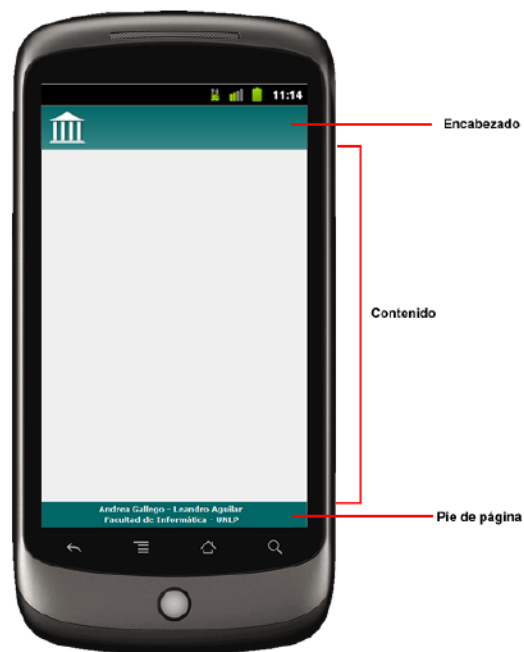 11:14
Encabezado
Contenido
Andrea Gallego - Leandro Aguilar
Facultad de Informática - UNLP
Pie de página